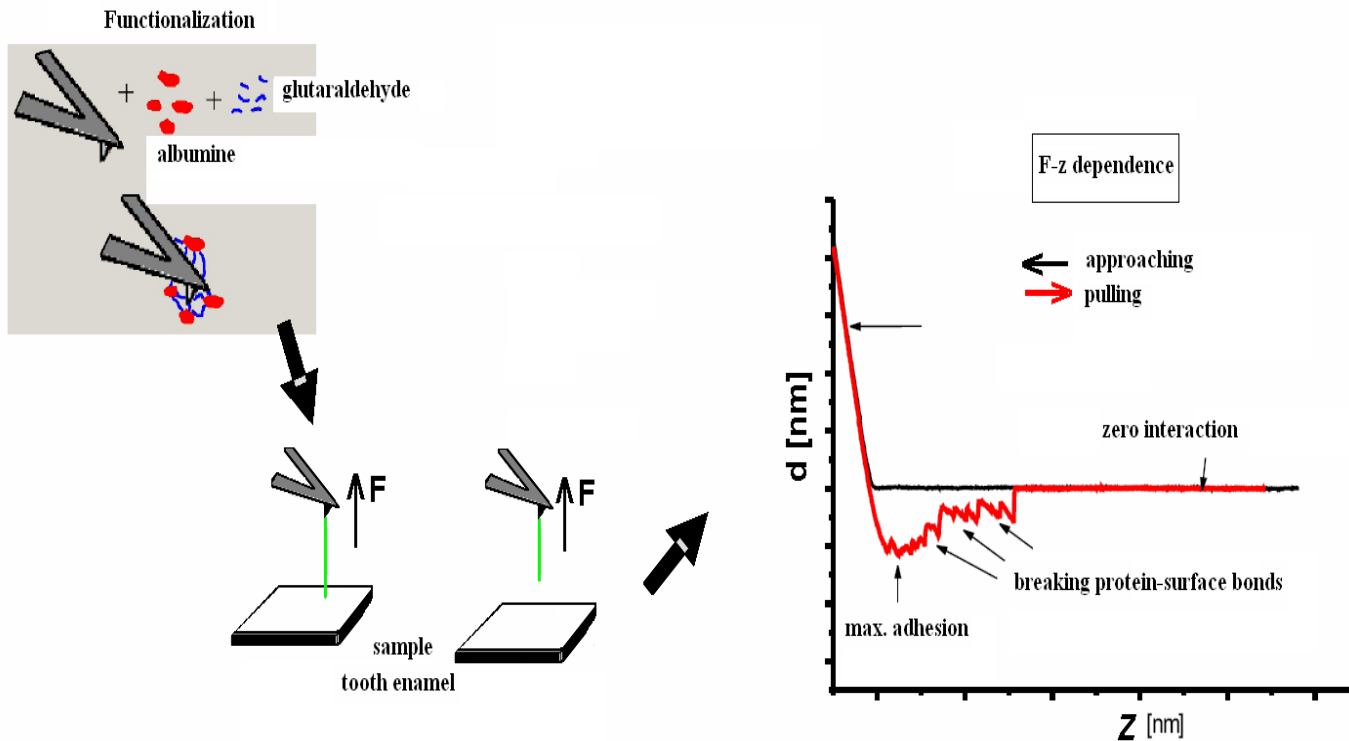 Functionalization
+
+
glutaraldehyde
albumine
F
F
sample
tooth enamel
F-z dependence
approaching
pulling
d [nm]
zero interaction
breaking protein-surface bonds
max. adhesion
Z [nm]